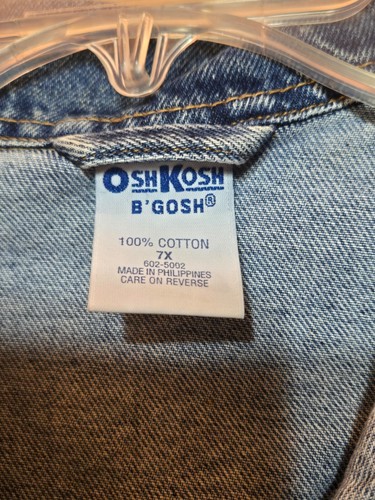 OSHKOSH
B'GOSH®
100% COTTON
7X
602-5002
MADE IN PHILIPPINES
CARE ON REVERSE